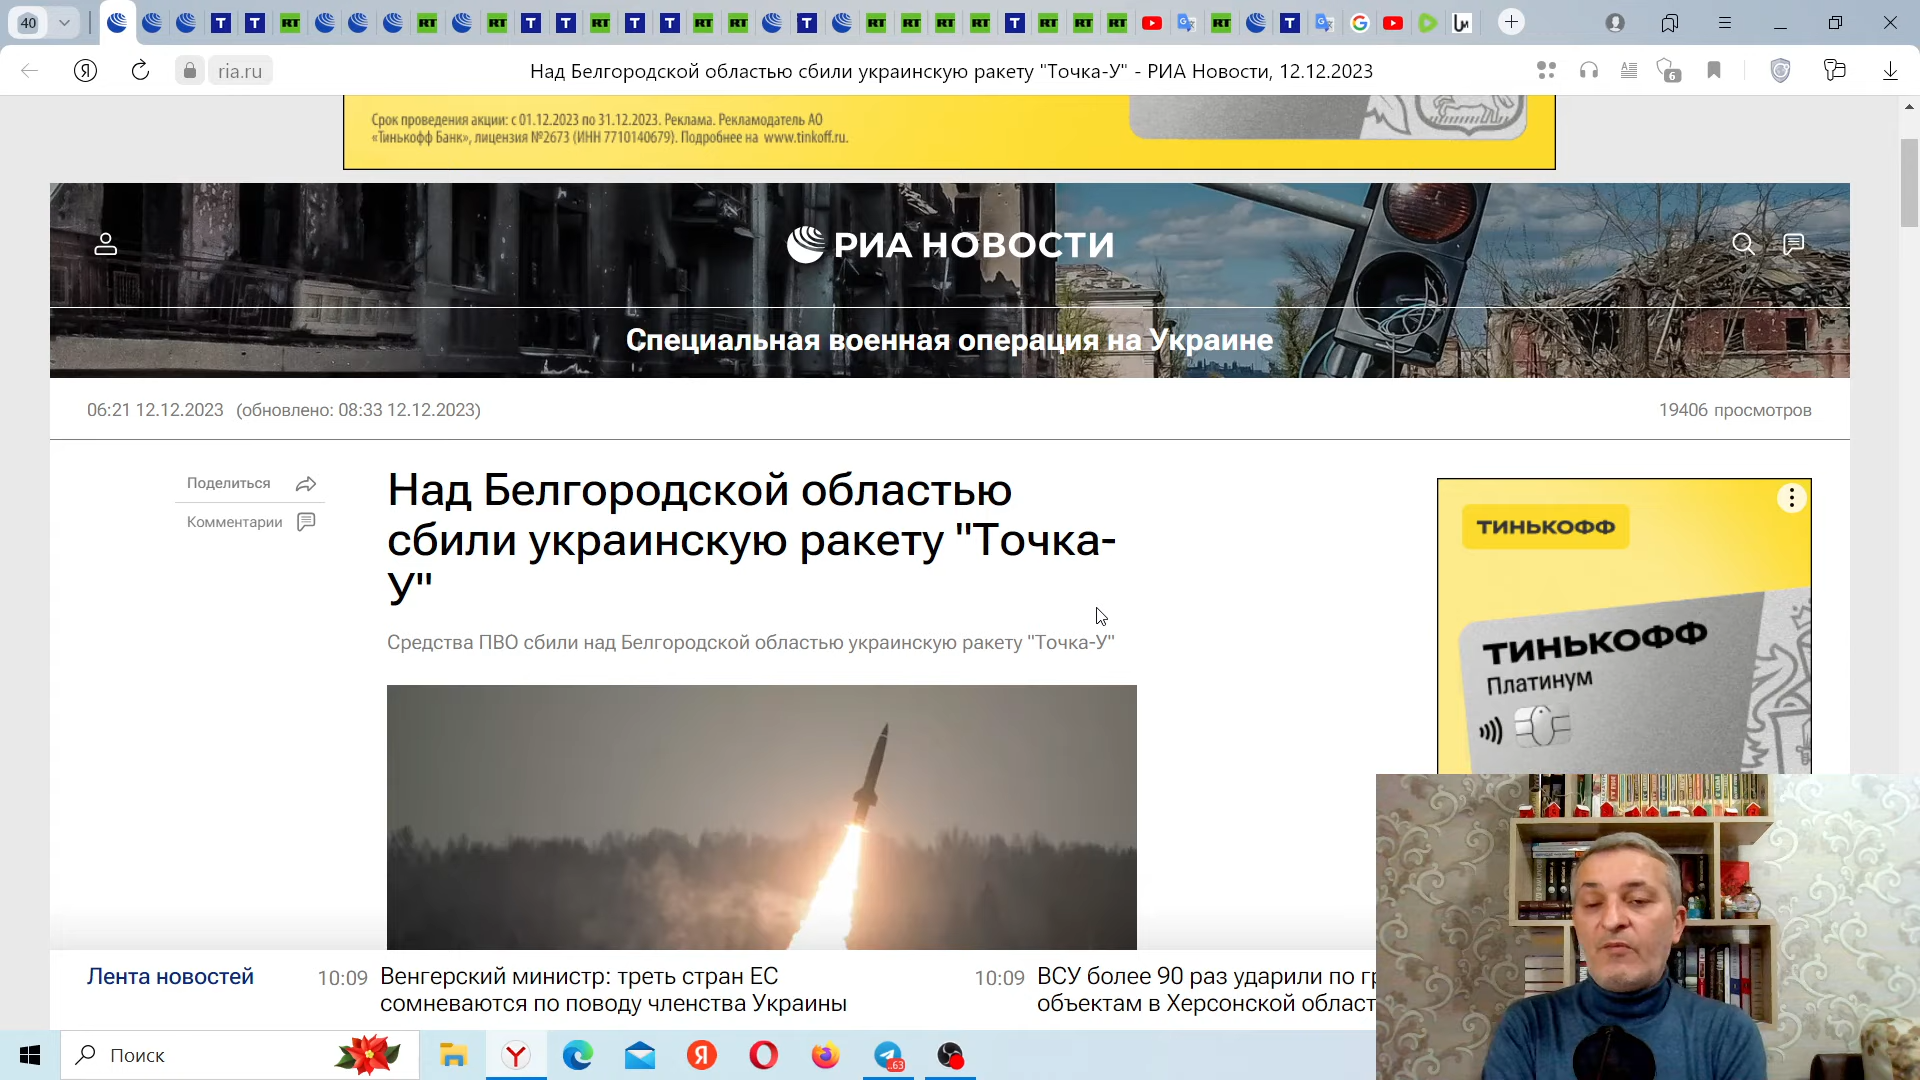 40
ria.ru
Над Белгородской областью сбили украинскую ракету "Точка-У" - РИА Новости, 12.12.2023
6
Срок проведения акции: с 01.12.2023 по 31.12.2023. Реклама. Рекламодатель АО
«Тинькофф Банк», лицензия №2673 (ИНН 7710140679). Подробнее на www.tinkoff.ru.
РИА НОВОСТИ
Специальная военная операция на Украине
06:21 12.12.2023 (обновлено: 08:33 12.12.2023)
19406 просмотров
Поделиться
Комментарии
Над Белгородской областью
сбили украинскую ракету "Точка-
У"
Средства ПВО сбили над Белгородской областью украинскую ракету "Точка-У"
ТИНЬКОФФ
ТИНЬКОФФ
Платинум
Лента новостей
10:09 Венгерский министр: треть стран ЕС
сомневаются по поводу членства Украины
10:09 ВСУ более 90 раз ударили по
объектам в Херсонской
Поиск
63